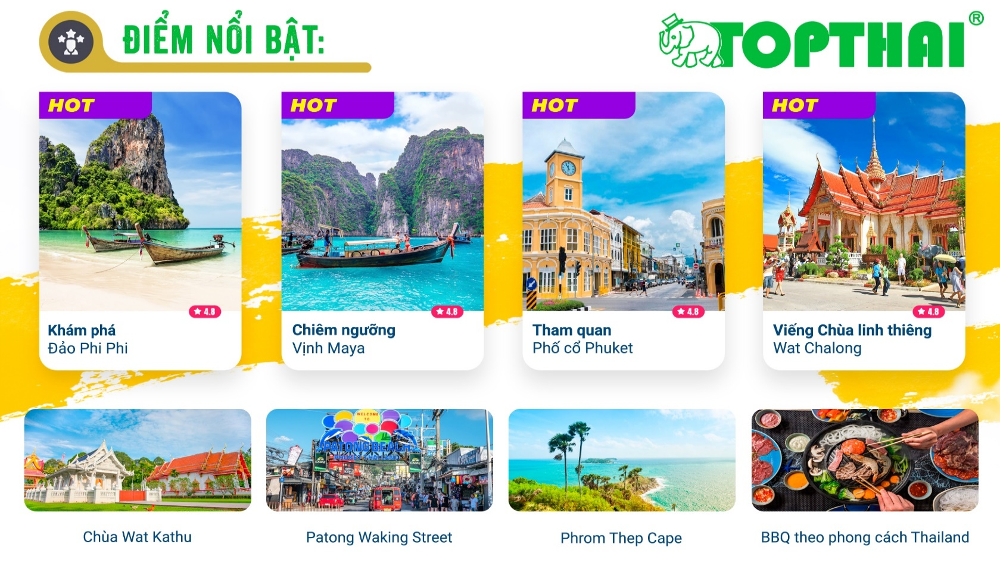 ĐIỂM NỔI BẬT:
TOPTHAI®
HOT
HOT
HOT
HOT
4.8
4.8
4.8
4.8
Khám phá
Đảo Phi Phi
Chiêm ngưỡng
Vịnh Maya
Tham quan
Phố cổ Phuket
Viếng Chùa linh thiêng
Wat Chalong
WELCOME
TO
PATONG BEACH
PHUKET THAILAND
Chùa Wat Kathu
Patong Waking Street
Phrom Thep Cape
BBQ theo phong cách Thailand